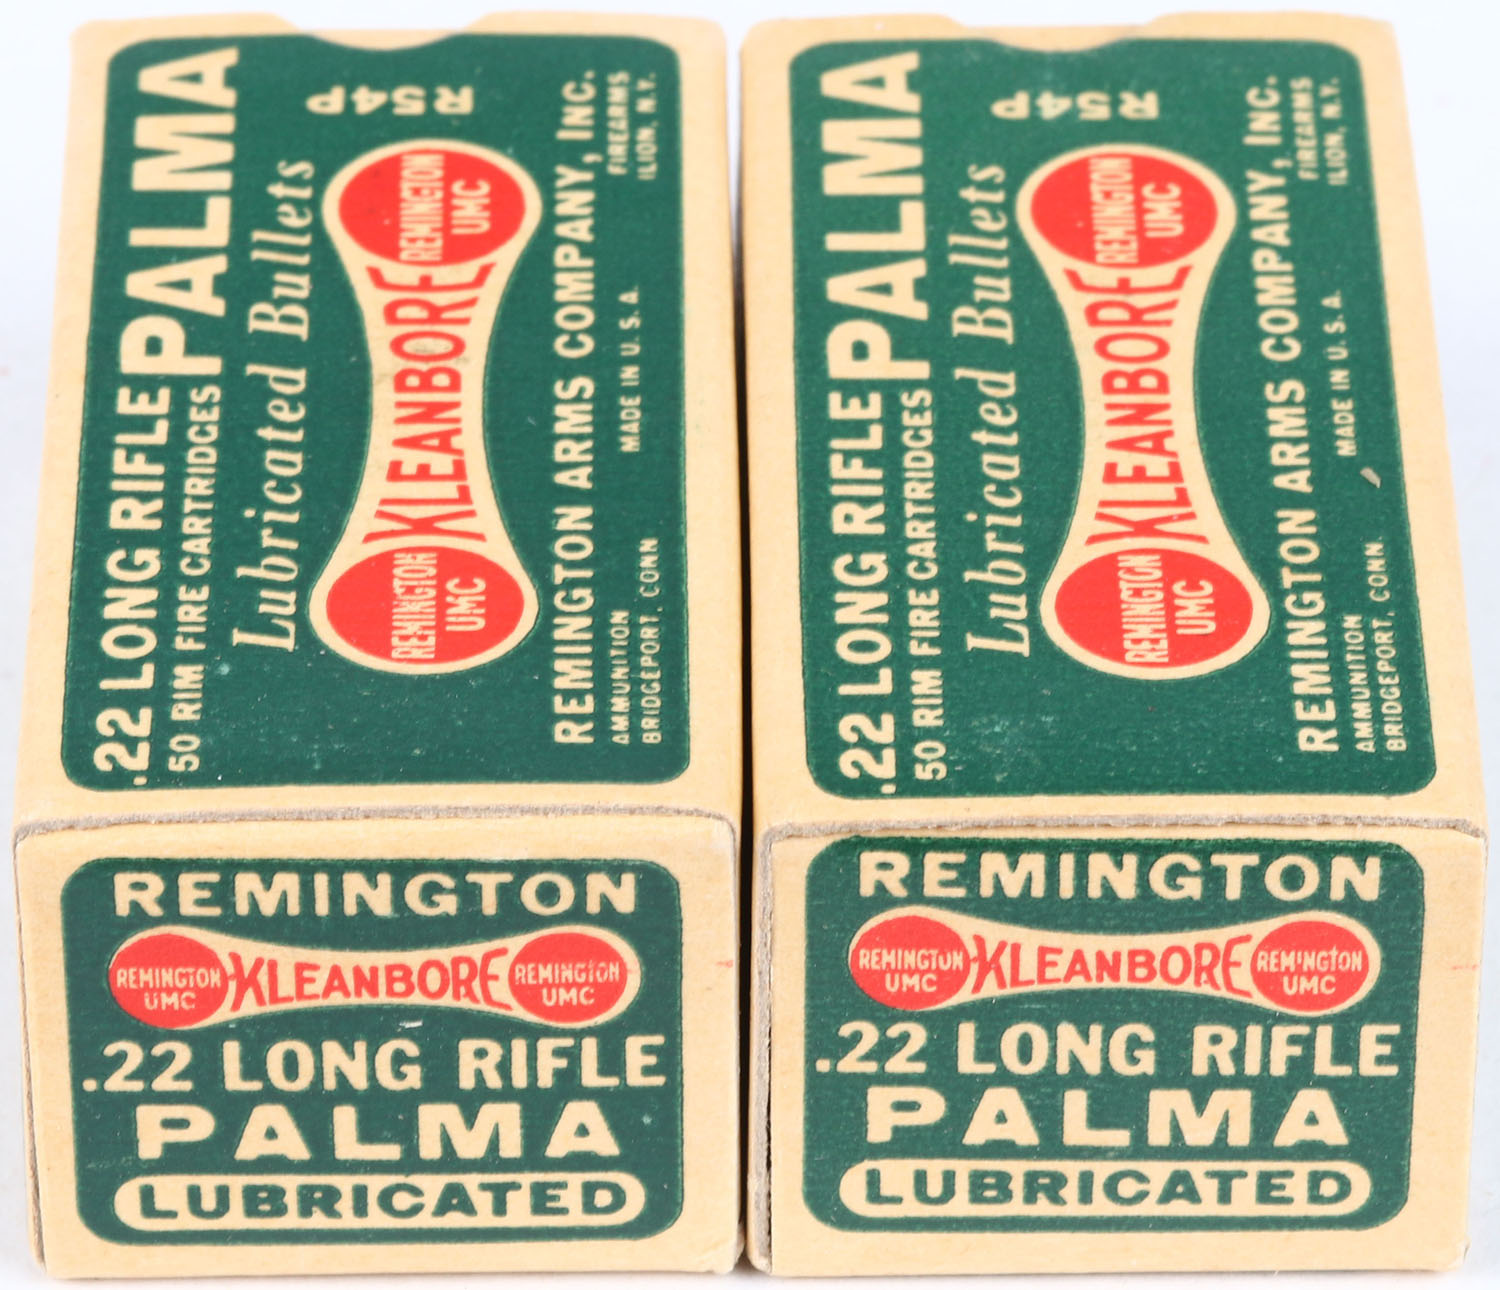 .22 LONG RIFLE PALMA
50 RIM FIRE CARTRIDGES
Lubricated Bullets
R54P
REMINGTON UMC KLEANBORE REMINGTON UMC
REMINGTON ARMS COMPANY, INC.
AMMUNITION MADE IN U.S.A. FIREARMS
BRIDGEPORT, CONN. ILION, N.Y.
REMINGTON
REMINGTON UMC KLEANBORE REMINGTON UMC
.22 LONG RIFLE
PALMA
LUBRICATED
.22 LONG RIFLE PALMA
50 RIM FIRE CARTRIDGES
Lubricated Bullets
R54P
REMINGTON UMC KLEANBORE REMINGTON UMC
REMINGTON ARMS COMPANY, INC.
AMMUNITION MADE IN U.S.A. FIREARMS
BRIDGEPORT, CONN. ILION, N.Y.
REMINGTON
REMINGTON UMC KLEANBORE REMINGTON UMC
.22 LONG RIFLE
PALMA
LUBRICATED